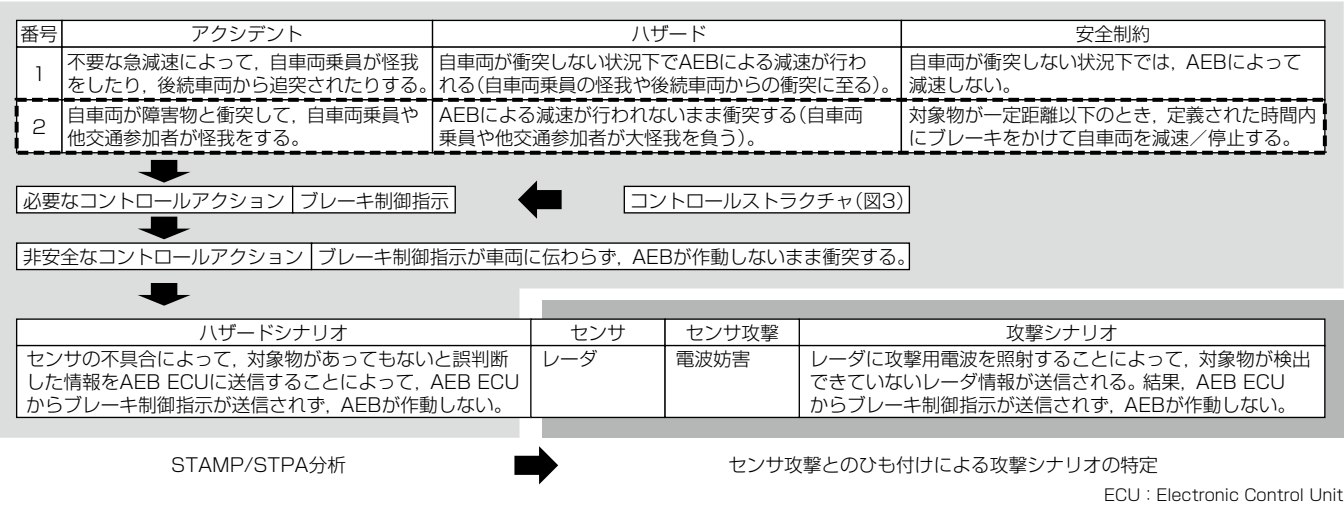 番号 アクシデント ハザード 安全制約
1 不要な急減速によって，自車両乗員が怪我 自車両が衝突しない状況下でAEBによる減速が行わ 自車両が衝突しない状況下では，AEBによって
をしたり，後続車両から追突されたりする。 れる(自車両乗員の怪我や後続車両からの衝突に至る)。 減速しない。
2 自車両が障害物と衝突して，自車両乗員や AEBによる減速が行われないまま衝突する(自車両 対象物が一定距離以下のとき，定義された時間内
他交通参加者が怪我をする。 乗員や他交通参加者が大怪我を負う)。 にブレーキをかけて自車両を減速／停止する。
必要なコントロールアクション ブレーキ制御指示 コントロールストラクチャ(図3)
非安全なコントロールアクション ブレーキ制御指示が車両に伝わらず，AEBが作動しないまま衝突する。
ハザードシナリオ センサ センサ攻撃 攻撃シナリオ
センサの不具合によって，対象物があってもないと誤判断 レーダ 電波妨害 レーダに攻撃用電波を照射することによって，対象物が検出
した情報をAEB ECUに送信することによって，AEB ECU できていないレーダ情報が送信される。結果，AEB ECU
からブレーキ制御指示が送信されず，AEBが作動しない。 からブレーキ制御指示が送信されず，AEBが作動しない。
STAMP/STPA分析 センサ攻撃とのひも付けによる攻撃シナリオの特定
ECU：Electronic Control Unit